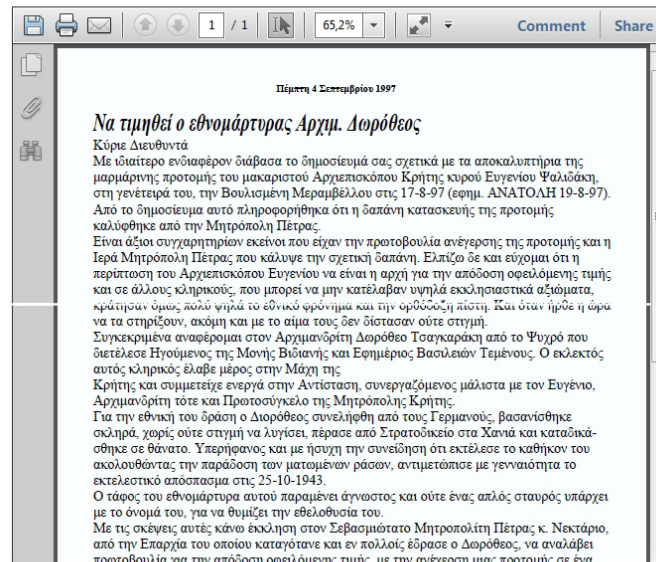 1 / 1 65,2% Comment Share
Πέμπτη 4 Σεπτεμβρίου 1997
Να τιμηθεί ο εθνομάρτυρας Αρχιμ. Δωρόθεος
Κύριε Διευθυντά
Με ιδιαίτερο ενδιαφέρον διάβασα το δημοσίευμά σας σχετικά με τα αποκαλυπτήρια της
μαρμάρινης προτομής του μακαριστού Αρχιεπισκόπου Κρήτης κυρού Ευγενίου Ψαλιδάκη,
στη γενέτειρά του, την Βουλισμένη Μεραμβέλλου στις 17-8-97 (εφημ. ΑΝΑΤΟΛΗ 19-8-97).
Από το δημοσίευμα αυτό πληροφορήθηκα ότι η δαπάνη κατασκευής της προτομής
καλύφθηκε από την Μητρόπολη Πέτρας.
Είναι άξιοι συγχαρητηρίων εκείνοι που είχαν την πρωτοβουλία ανέγερσης της προτομής και η
Ιερά Μητρόπολη Πέτρας που κάλυψε την σχετική δαπάνη. Ελπίζω δε και εύχομαι ότι η
περίπτωση του Αρχιεπισκόπου Ευγενίου να είναι η αρχή για την απόδοση οφειλόμενης τιμής
και σε άλλους κληρικούς, που μπορεί να μην κατέλαβαν υψηλά εκκλησιαστικά αξιώματα,
κράτησαν όμως πολύ ψηλά το εθνικό φρόνημα και την ορθόδοξη πίστη. Και όταν ήρθε η ώρα
να τα στηρίξουν, ακόμη και με το αίμα τους δεν δίστασαν ούτε στιγμή.
Συγκεκριμένα αναφέρομαι στον Αρχιμανδρίτη Δωρόθεο Τσαγκαράκη από το Ψυχρό που
διετέλεσε Ηγούμενος της Μονής Βιδιανής και Εφημέριος Βασιλειών Τεμένους. Ο εκλεκτός
αυτός κληρικός έλαβε μέρος στην Μάχη της
Κρήτης και συμμετείχε ενεργά στην Αντίσταση, συνεργαζόμενος μάλιστα με τον Ευγένιο,
Αρχιμανδρίτη τότε και Πρωτοσύγκελο της Μητρόπολης Κρήτης.
Για την εθνική του δράση ο Διορόθεος συνελήφθη από τους Γερμανούς, βασανίσθηκε
σκληρά, χωρίς ούτε στιγμή να λυγίσει, πέρασε από Στρατοδικείο στα Χανιά και καταδικά-
σθηκε σε θάνατο. Υπερήφανος και με ήσυχη την συνείδηση ότι εκτέλεσε το καθήκον του
ακολουθώντας την παράδοση των ματωμένων ράσων, αντιμετώπισε με γενναιότητα το
εκτελεστικό απόσπασμα στις 25-10-1943.
Ο τάφος του εθνομάρτυρα αυτού παραμένει άγνωστος και ούτε ένας απλός σταυρός υπάρχει
με το όνομά του, για να θυμίζει την εθελοθυσία του.
Με τις σκέψεις αυτές κάνω έκκληση στον Σεβασμιώτατο Μητροπολίτη Πέτρας κ. Νεκτάριο,
από την Επαρχία του οποίου καταγότανε και εν πολλοίς έδρασε ο Δωρόθεος, να αναλάβει
πρωτοβουλία για την απόδοση οφειλόμενης τιμής, με την ανέγερση μιας προτομής σε ένα